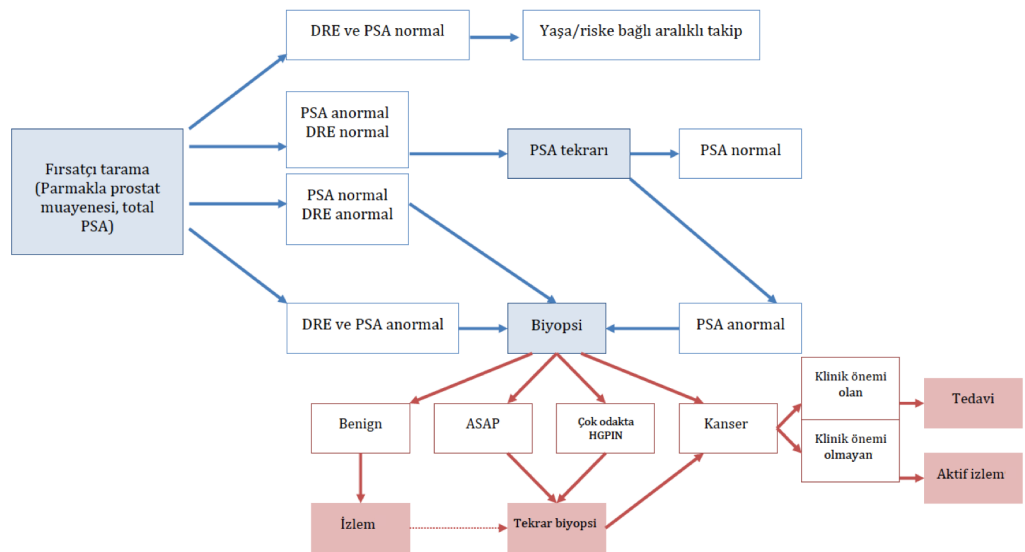 DRE ve PSA normal
Yaşa/riske bağlı aralıklı takip
PSA anormal
DRE normal
PSA tekrarı
PSA normal
Fırsatçı tarama
(Parmakla prostat
muayenesi, total
PSA)
PSA normal
DRE anormal
DRE ve PSA anormal
Biyopsi
PSA anormal
Klinik önemi
olan
Tedavi
Benign
ASAP
Çok odakta
HGPIN
Kanser
Klinik önemi
olmayan
Aktif izlem
İzlem
Tekrar biyopsi